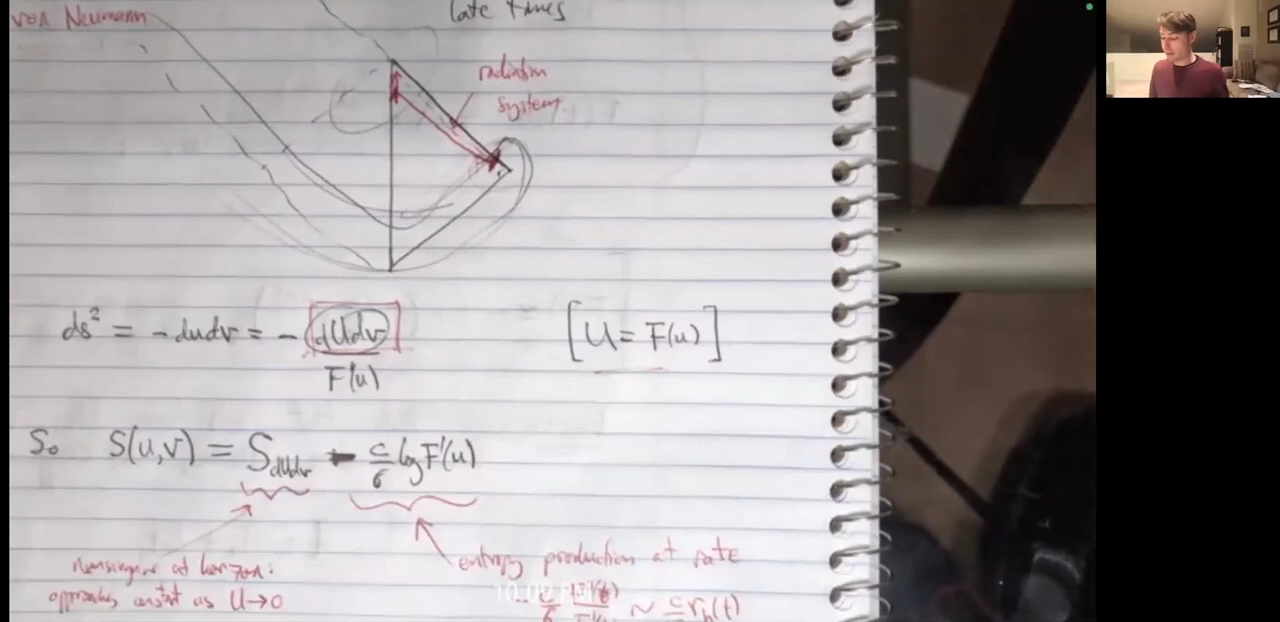 von Neumann
late times
radiation
system.
ds² = -dudv = - dUdv / F'(u) [U = F(u)]
So S(u,v) = S_dUdv - c/6 log F'(u)
entropy production at rate
at horizon:
approaches constant as U→0
~ c r_h(t)